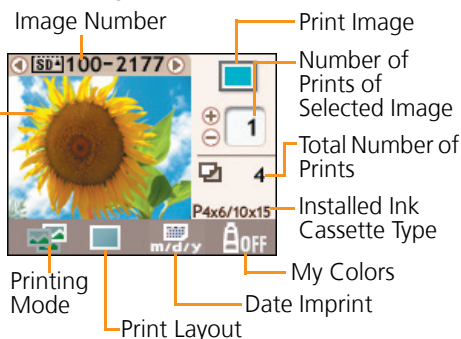 Image Number
Print Image
SD 100-2177
Number of
Prints of
Selected Image
1
Total Number of
Prints
4
P4x6/10x15
Installed Ink
Cassette Type
m/d/y
OFF
My Colors
Printing
Mode
Date Imprint
Print Layout